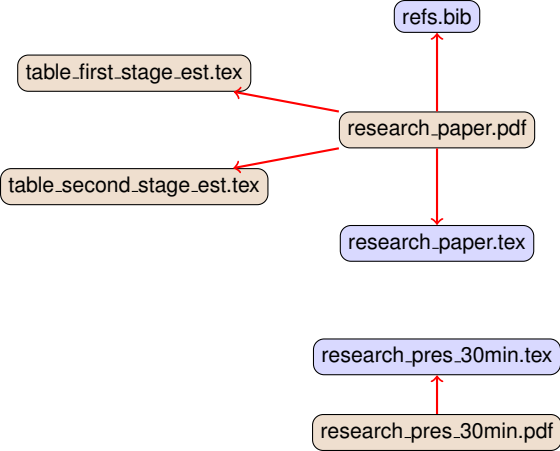 refs.bib
table_first_stage_est.tex
research_paper.pdf
table_second_stage_est.tex
research_paper.tex
research_pres_30min.tex
research_pres_30min.pdf